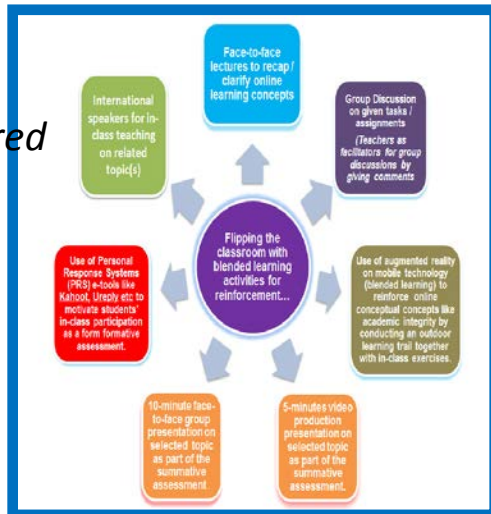 Face-to-face
lectures to recap /
clarify online
learning concepts
International
speakers for in-
class teaching
on related
topic(s)
Group Discussion
on given tasks /
assignments
(Teachers as
facilitators for group
discussions by
giving comments
red
Flipping the
classroom with
blended learning
activities for
reinforcement...
Use of Personal
Response Systems
(PRS) e-tools like
Kahoot, Ureply etc to
motivate students'
in-class participation
as a form formative
assessment.
Use of augmented reality
on mobile technology
(blended learning) to
reinforce online
conceptual concepts like
academic integrity by
conducting an outdoor
learning trail together
with in-class exercises.
10-minute face-
to-face group
presentation on
selected topic
as part of the
summative
assessment
5-minutes video
production
presentation on
selected topic
as part of the
summative
assessment.